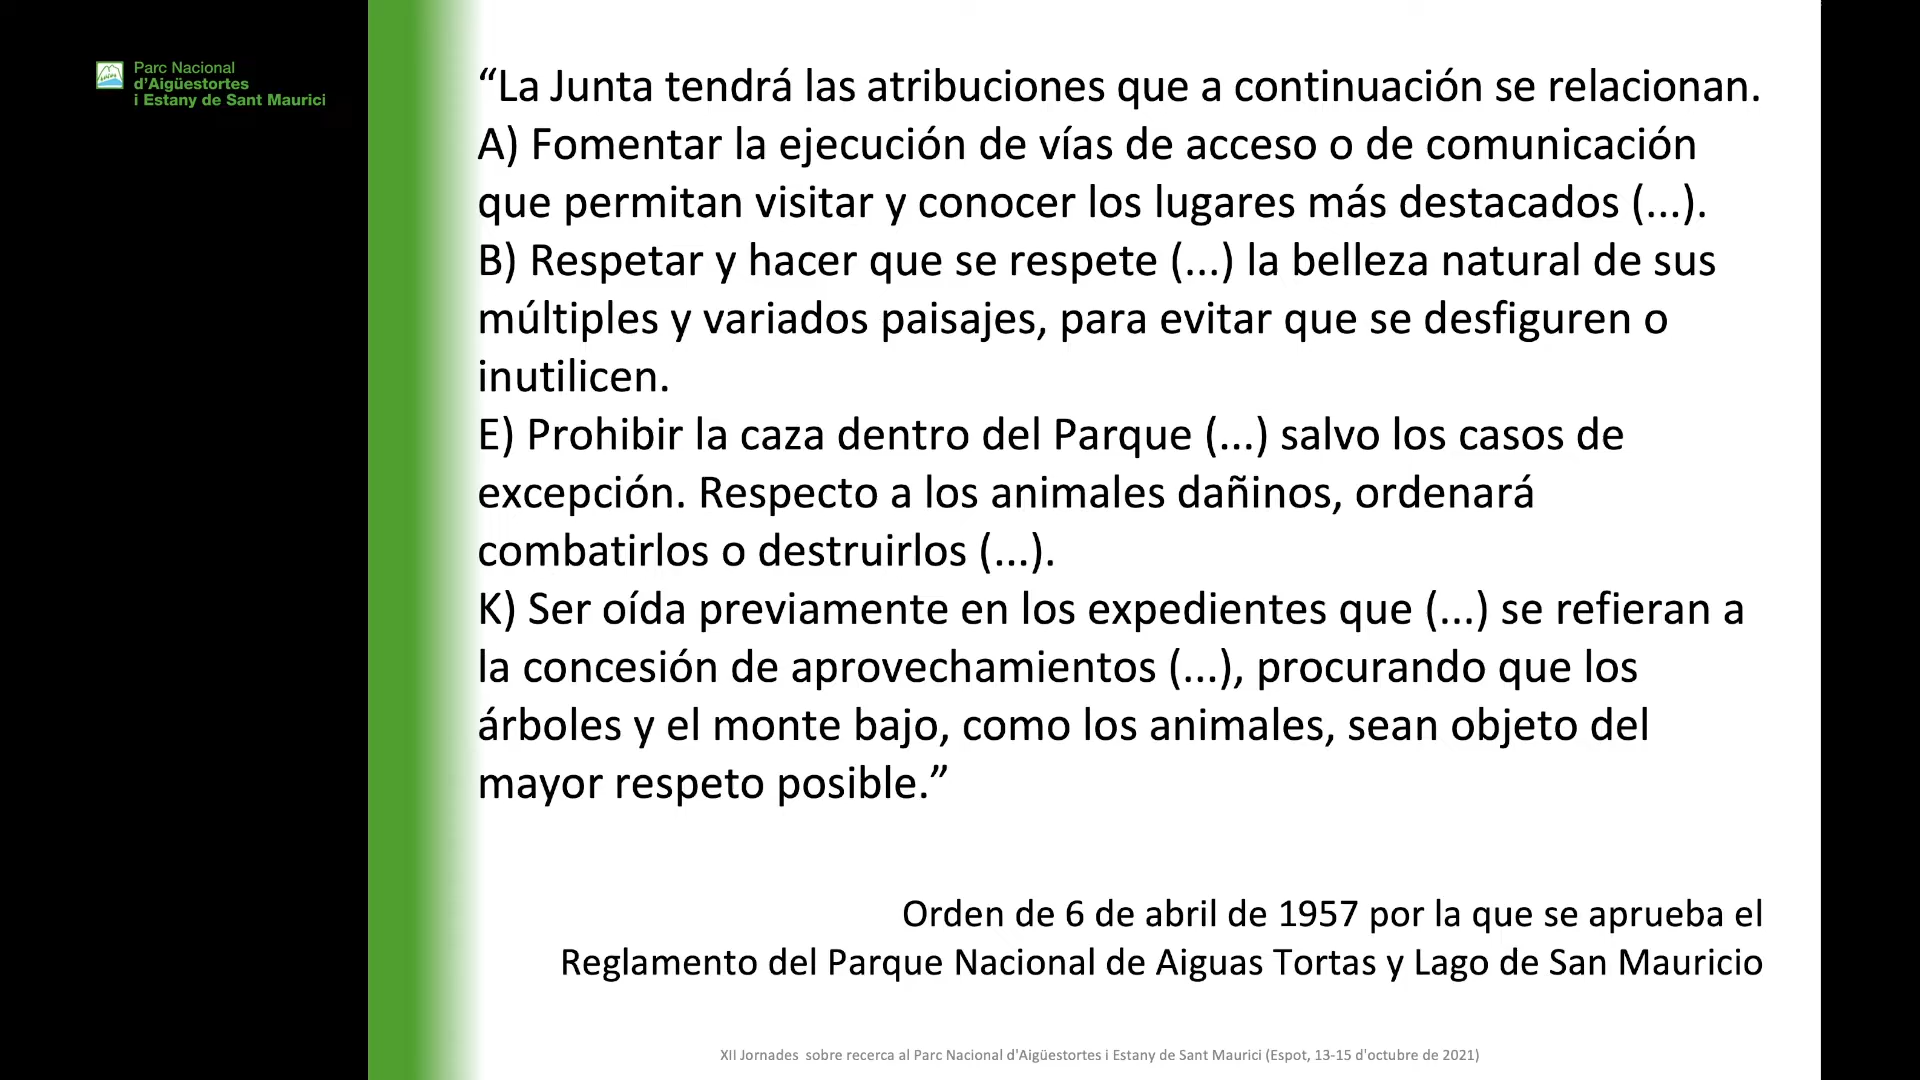 Parc Nacional
d'Aigüestortes
i Estany de Sant Maurici
“La Junta tendrá las atribuciones que a continuación se relacionan.
A) Fomentar la ejecución de vías de acceso o de comunicación
que permitan visitar y conocer los lugares más destacados (...).
B) Respetar y hacer que se respete (...) la belleza natural de sus
múltiples y variados paisajes, para evitar que se desfiguren o
inutilicen.
E) Prohibir la caza dentro del Parque (...) salvo los casos de
excepción. Respecto a los animales dañinos, ordenará
combatirlos o destruirlos (...).
K) Ser oída previamente en los expedientes que (...) se refieran a
la concesión de aprovechamientos (...), procurando que los
árboles y el monte bajo, como los animales, sean objeto del
mayor respeto posible.”
Orden de 6 de abril de 1957 por la que se aprueba el
Reglamento del Parque Nacional de Aiguas Tortas y Lago de San Mauricio
XII Jornades sobre recerca al Parc Nacional d'Aigüestortes i Estany de Sant Maurici (Espot, 13-15 d'octubre de 2021)